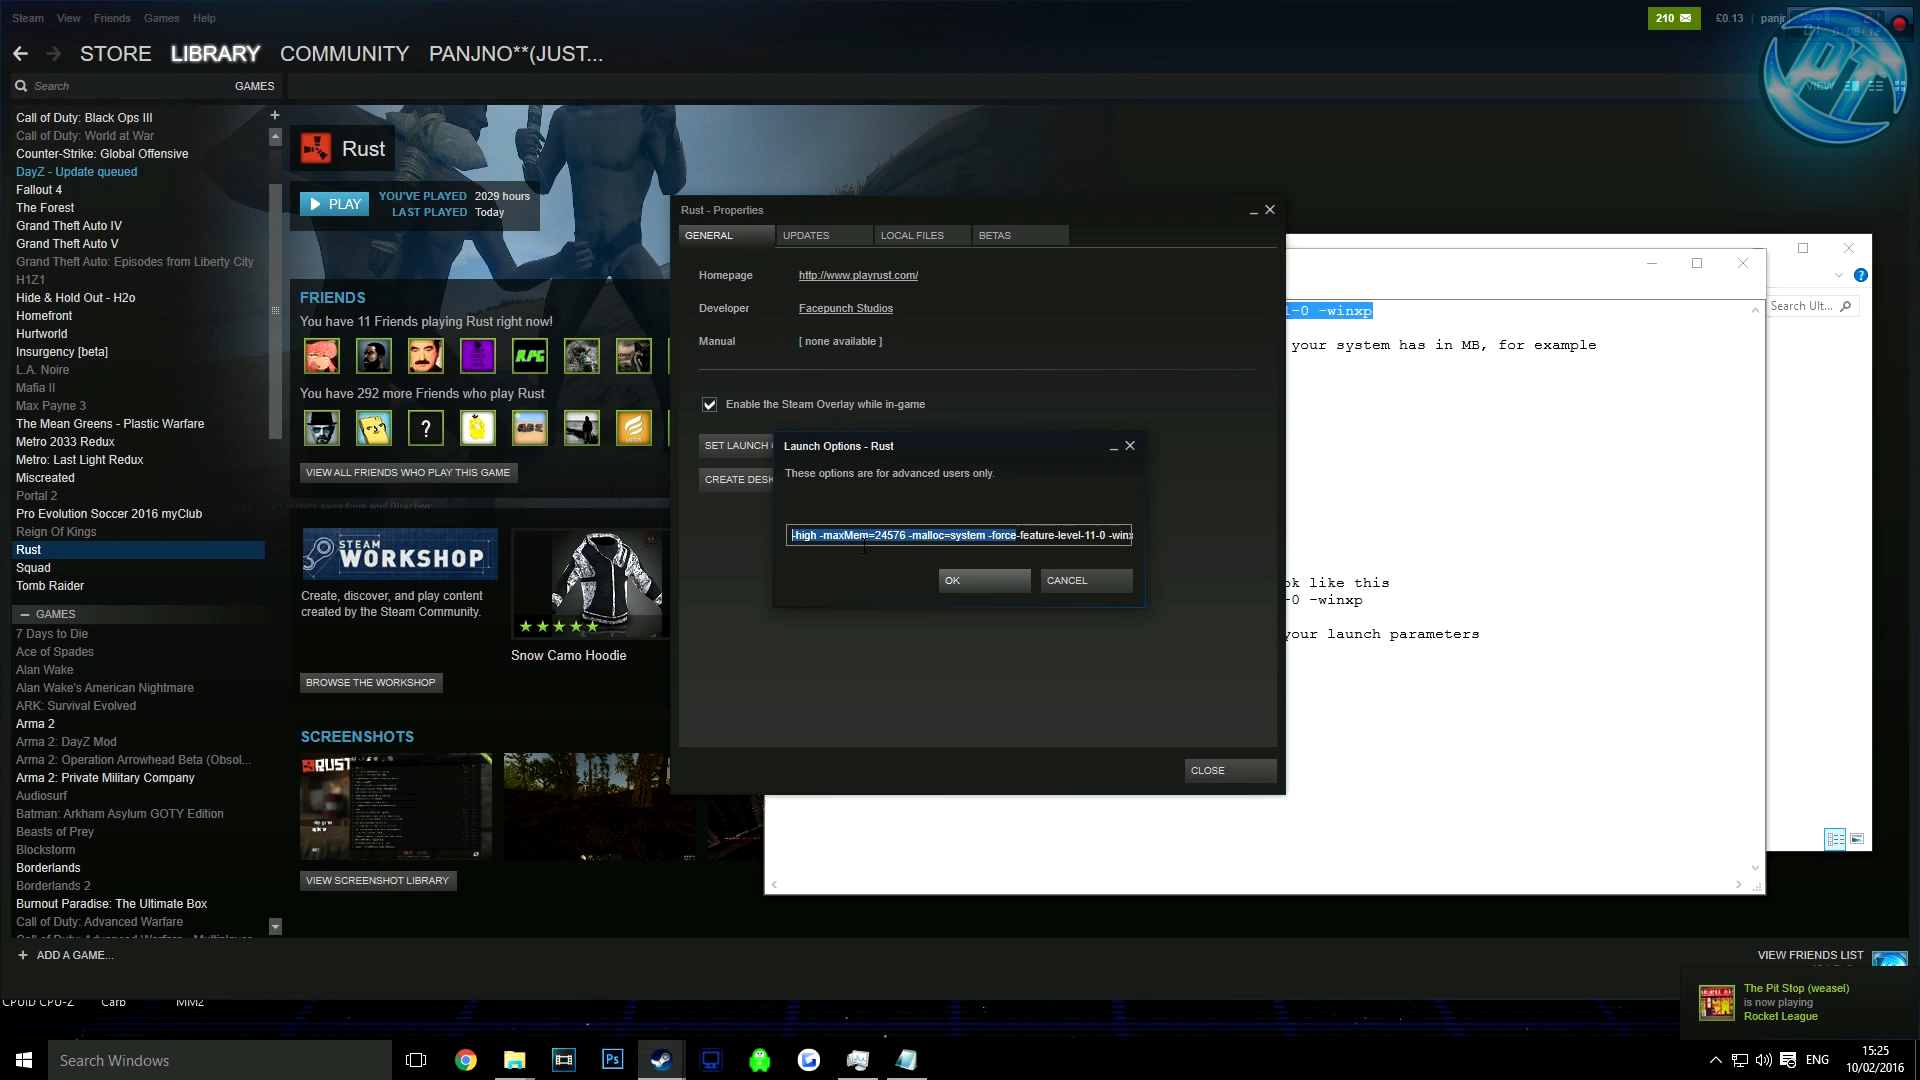 Steam View Friends Games Help
210 £0.13 panjr
STORE LIBRARY COMMUNITY PANJNO**(JUST...
Search GAMES
VIEW
Call of Duty: Black Ops III
Call of Duty: World at War
Counter-Strike: Global Offensive
DayZ - Update queued
Fallout 4
The Forest
Grand Theft Auto IV
Grand Theft Auto V
Grand Theft Auto: Episodes from Liberty City
H1Z1
Hide & Hold Out - H2o
Homefront
Hurtworld
Insurgency [beta]
L.A. Noire
Mafia II
Max Payne 3
The Mean Greens - Plastic Warfare
Metro 2033 Redux
Metro: Last Light Redux
Miscreated
Portal 2
Pro Evolution Soccer 2016 myClub
Reign Of Kings
Rust
Squad
Tomb Raider
GAMES
7 Days to Die
Ace of Spades
Alan Wake
Alan Wake's American Nightmare
ARK: Survival Evolved
Arma 2
Arma 2: DayZ Mod
Arma 2: Operation Arrowhead Beta (Obsol...
Arma 2: Private Military Company
Audiosurf
Batman: Arkham Asylum GOTY Edition
Beasts of Prey
Blockstorm
Borderlands
Borderlands 2
Burnout Paradise: The Ultimate Box
Call of Duty: Advanced Warfare
+ ADD A GAME...
Rust
PLAY
YOU'VE PLAYED 2029 hours
LAST PLAYED Today
FRIENDS
You have 11 Friends playing Rust right now!
RPG
You have 292 more Friends who play Rust
?
VIEW ALL FRIENDS WHO PLAY THIS GAME
STEAM
WORKSHOP
Create, discover, and play content
created by the Steam Community.
Snow Camo Hoodie
BROWSE THE WORKSHOP
SCREENSHOTS
RUST
VIEW SCREENSHOT LIBRARY
Rust - Properties
GENERAL UPDATES LOCAL FILES BETAS
Homepage http://www.playrust.com/
Developer Facepunch Studios
Manual [ none available ]
Enable the Steam Overlay while in-game
SET LAUNCH
CREATE DESK
Launch Options - Rust
These options are for advanced users only.
-high -maxMem=24576 -malloc=system -force-feature-level-11-0 -winx
OK CANCEL
CLOSE
-0 -winxp
your system has in MB, for example
ok like this
-0 -winxp
your launch parameters
Search Ult...
VIEW FRIENDS LIST
The Pit Stop (weasel)
is now playing
Rocket League
CPUID CPU-Z Carb MM2
Search Windows
Ps
ENG
15:25
10/02/2016